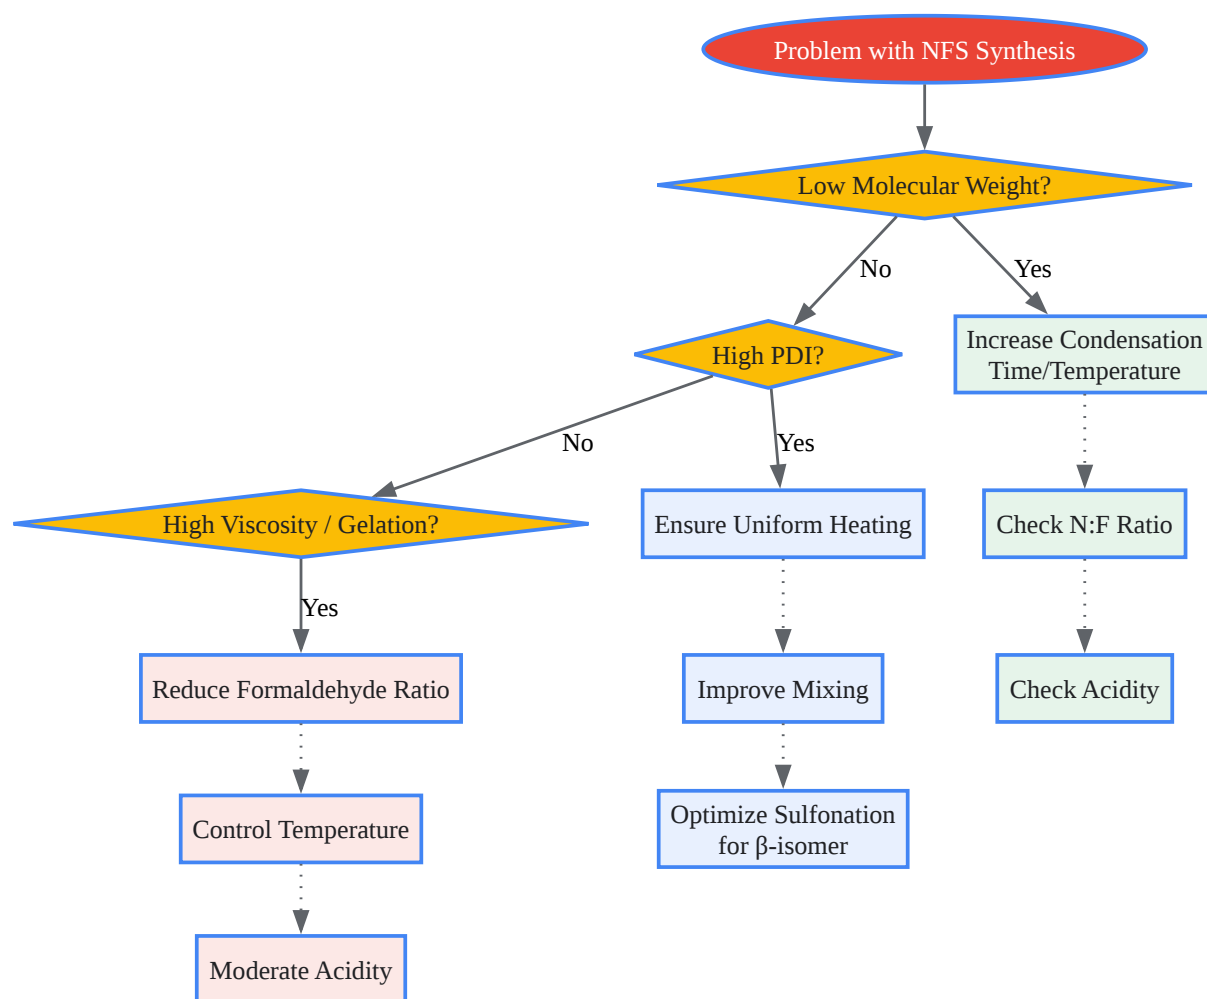 Problem with NFS Synthesis
Low Molecular Weight?
No
Yes
High PDI?
Increase Condensation
Time/Temperature
No
Yes
High Viscosity / Gelation?
Ensure Uniform Heating
Check N:F Ratio
Yes
Reduce Formaldehyde Ratio
Improve Mixing
Check Acidity
Control Temperature
Optimize Sulfonation
for β-isomer
Moderate Acidity